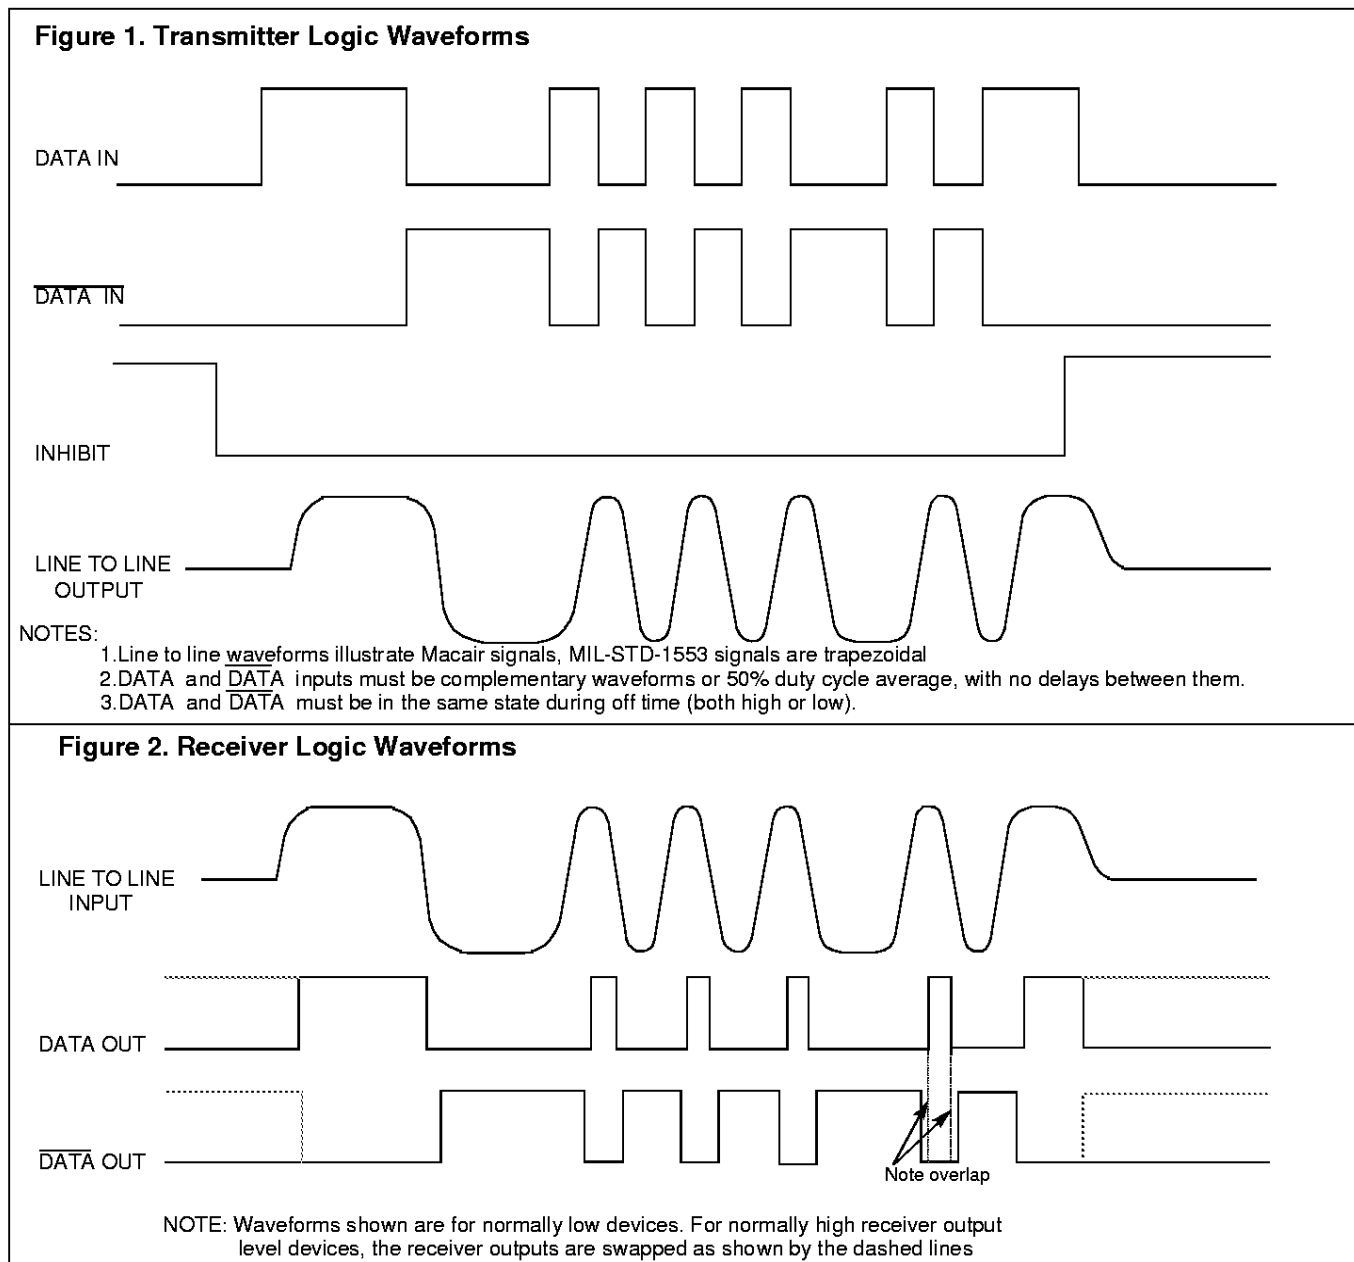 Figure 1. Transmitter Logic Waveforms
DATA IN
DATA IN
INHIBIT
LINE TO LINE
OUTPUT
NOTES:
1.Line to line waveforms illustrate Macair signals, MIL-STD-1553 signals are trapezoidal
2.DATA and DATA inputs must be complementary waveforms or 50% duty cycle average, with no delays between them.
3.DATA and DATA must be in the same state during off time (both high or low).
Figure 2. Receiver Logic Waveforms
LINE TO LINE
INPUT
DATA OUT
DATA OUT
Note overlap
NOTE: Waveforms shown are for normally low devices. For normally high receiver output
level devices, the receiver outputs are swapped as shown by the dashed lines